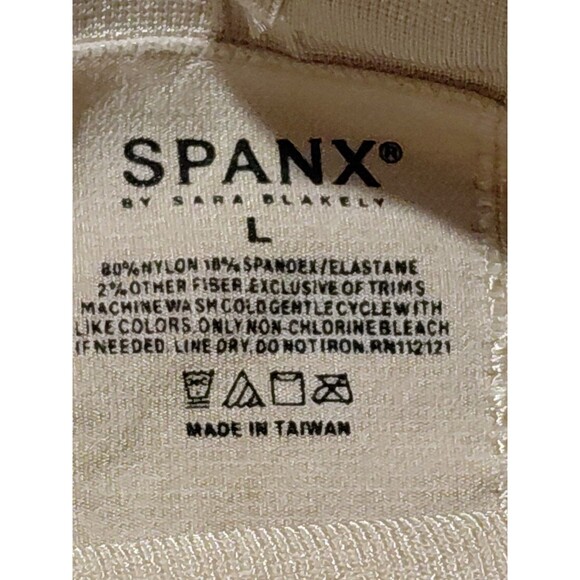 SPANX®
BY SARA BLAKELY
L
80% NYLON 18% SPANDEX/ELASTANE
2% OTHER FIBER.EXCLUSIVE OF TRIMS
MACHINE WASH COLD GENTLE CYCLE WITH
LIKE COLORS. ONLY NON-CHLORINE BLEACH
IF NEEDED. LINE DRY. DO NOT IRON. RN112121
MADE IN TAIWAN